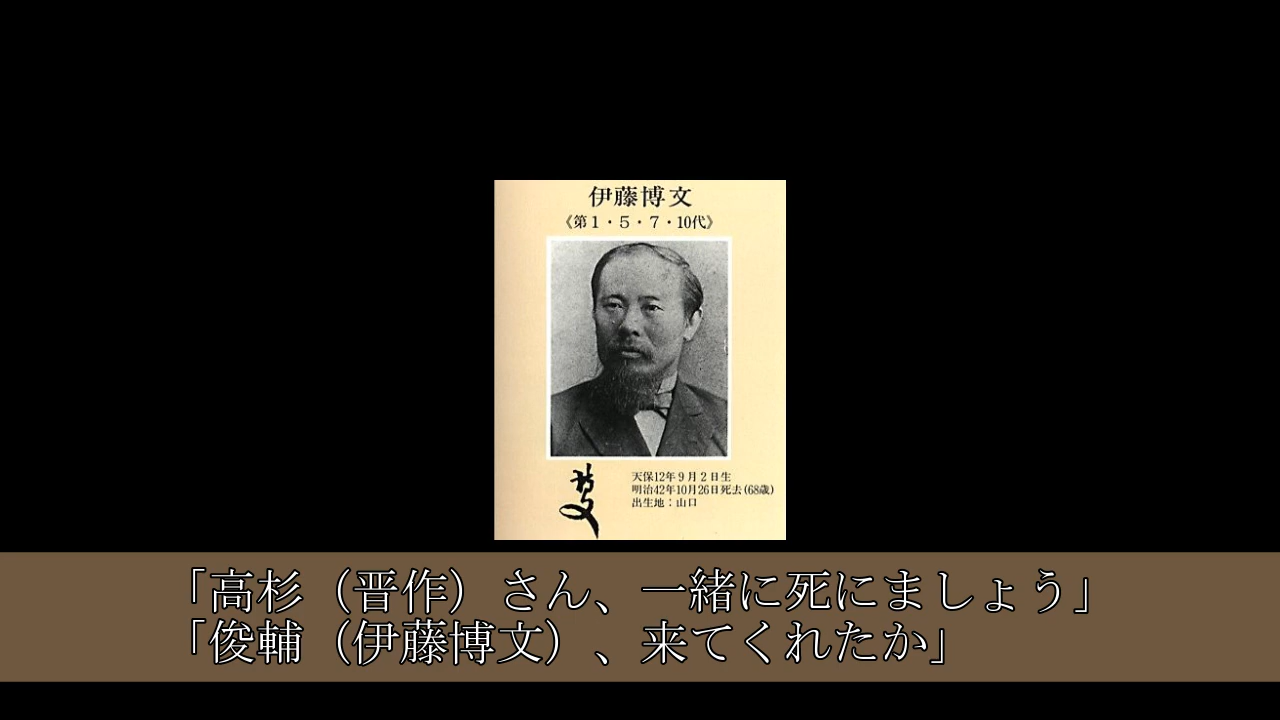 伊藤博文
《第１・５・７・10代》
天保12年９月２日生
明治42年10月26日死去(68歳)
出生地：山口
「高杉（晋作）さん、一緒に死にましょう」
「俊輔（伊藤博文）、来てくれたか」